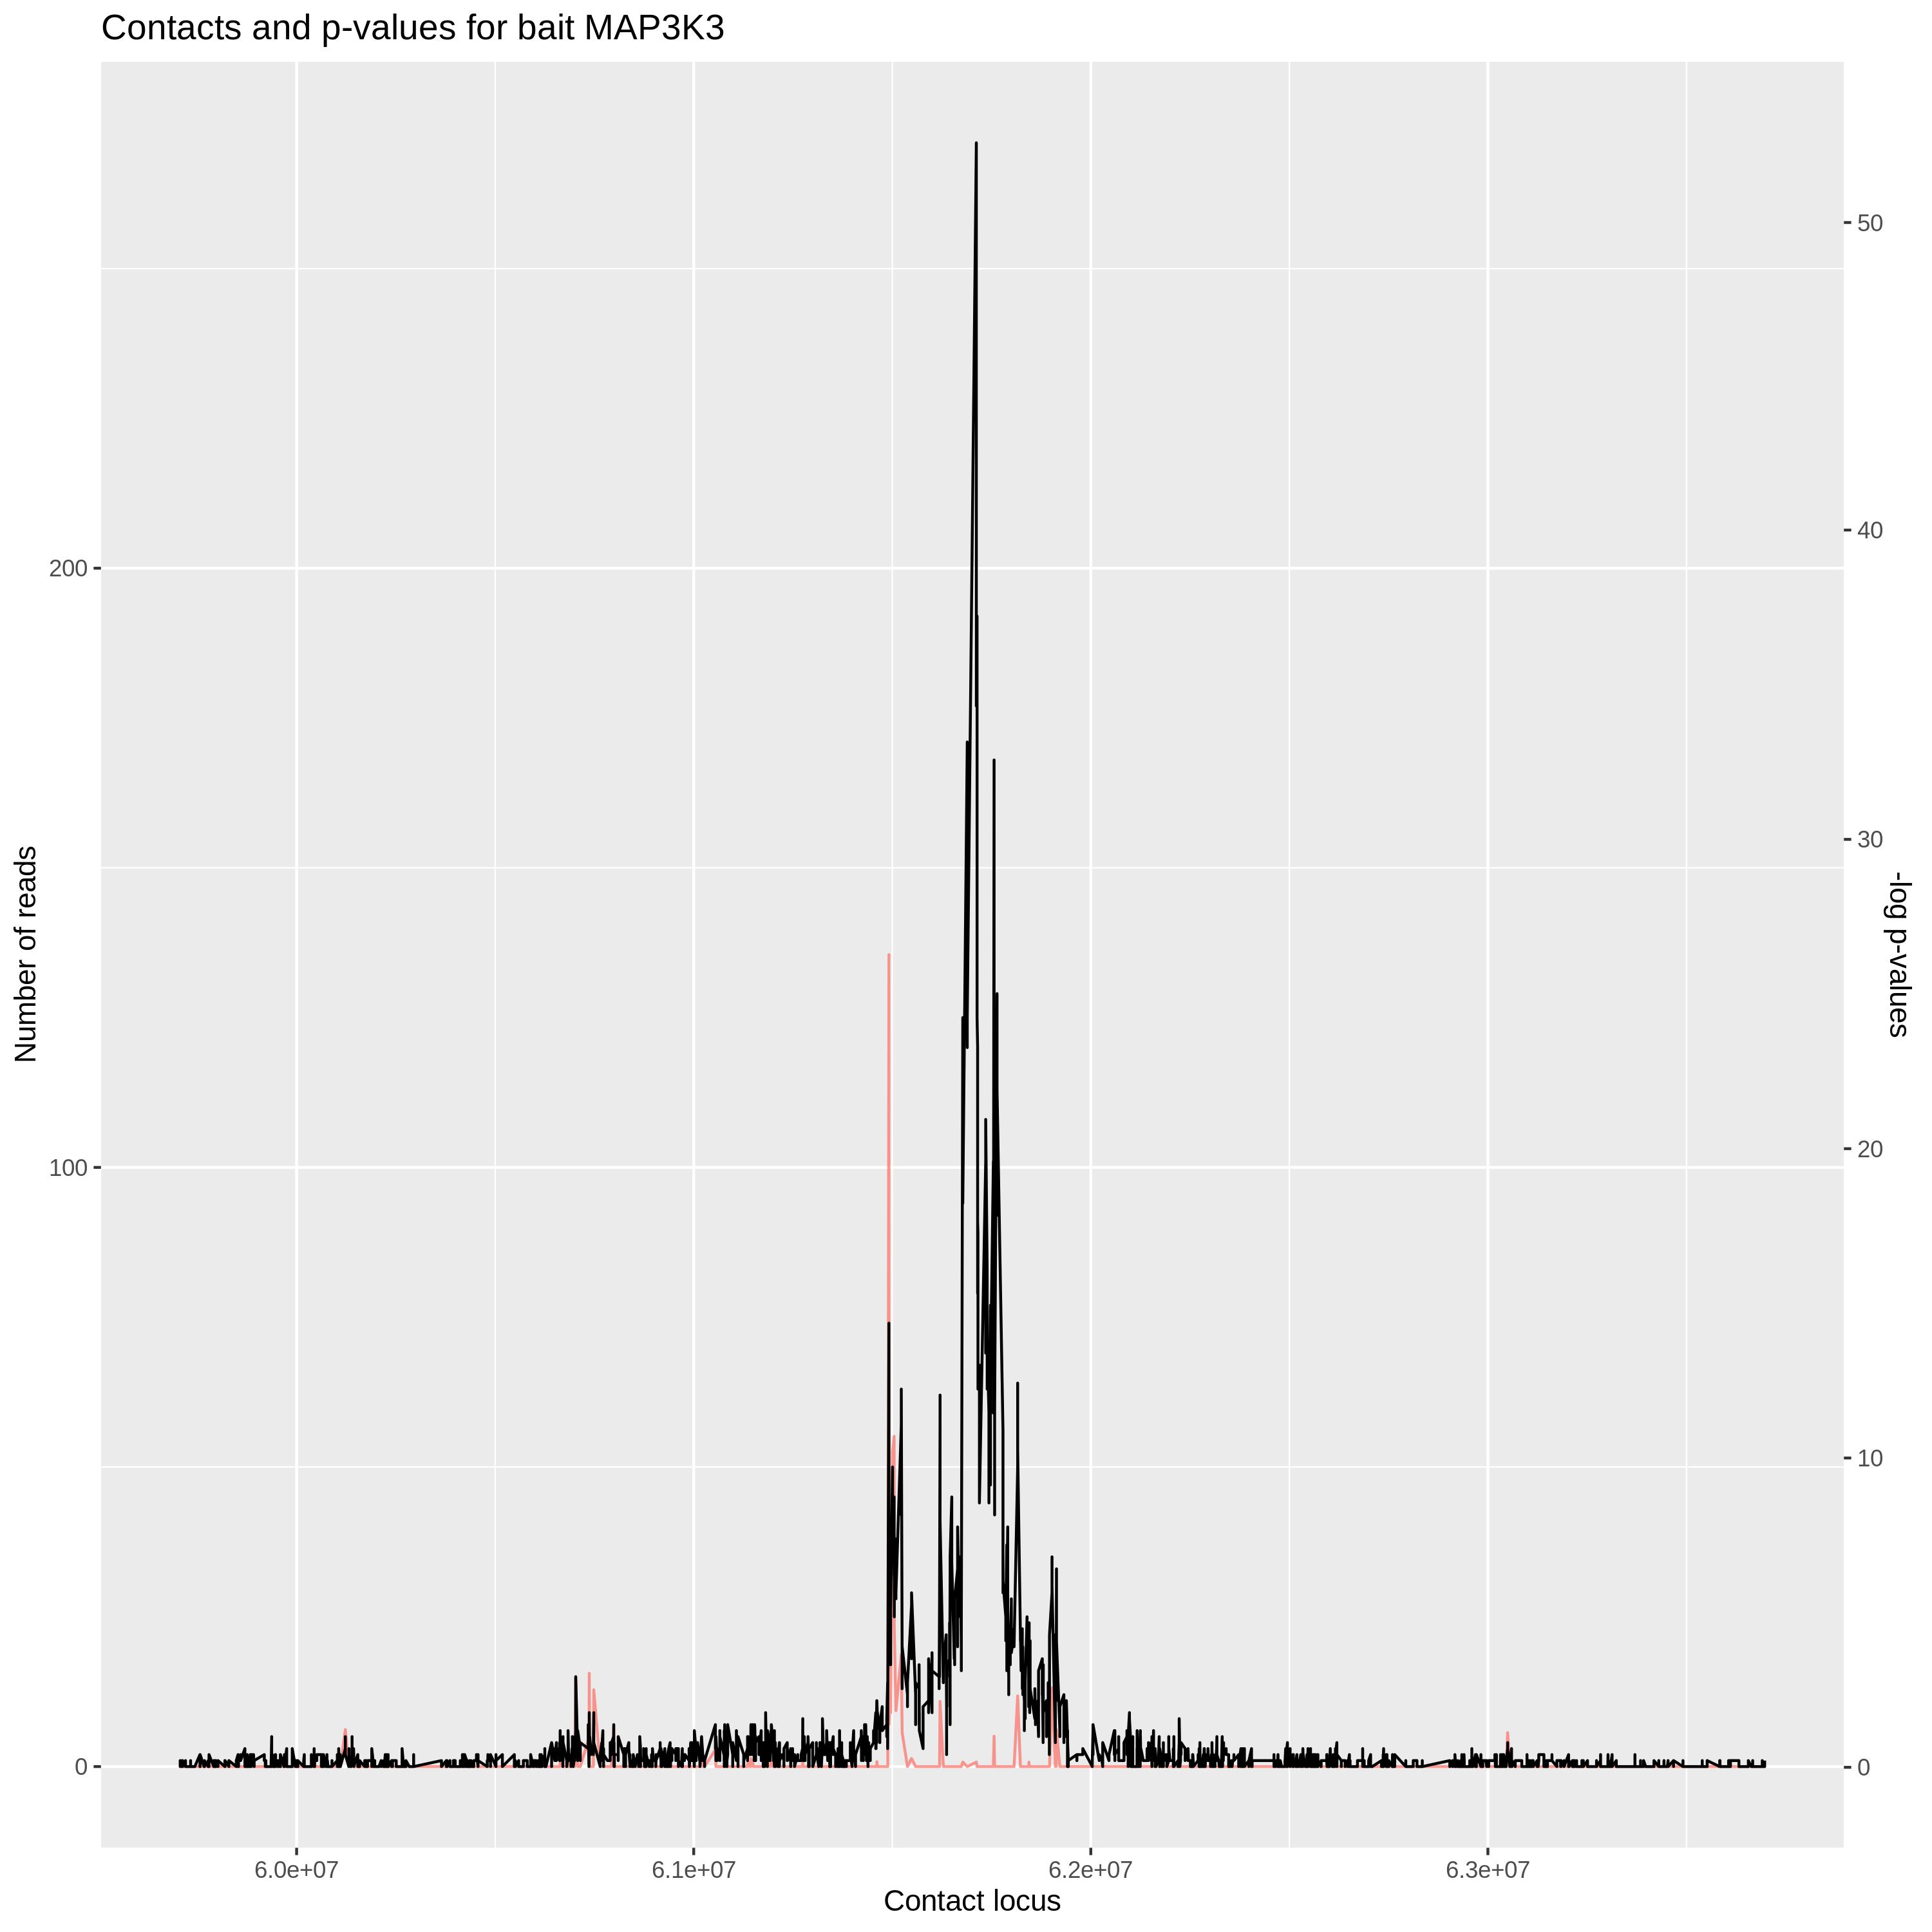 Contacts and p-values for bait MAP3K3
Number of reads
200
100
0
50
40
30
20
10
0
-log p-values
6.0e+07
6.1e+07
6.2e+07
6.3e+07
Contact locus